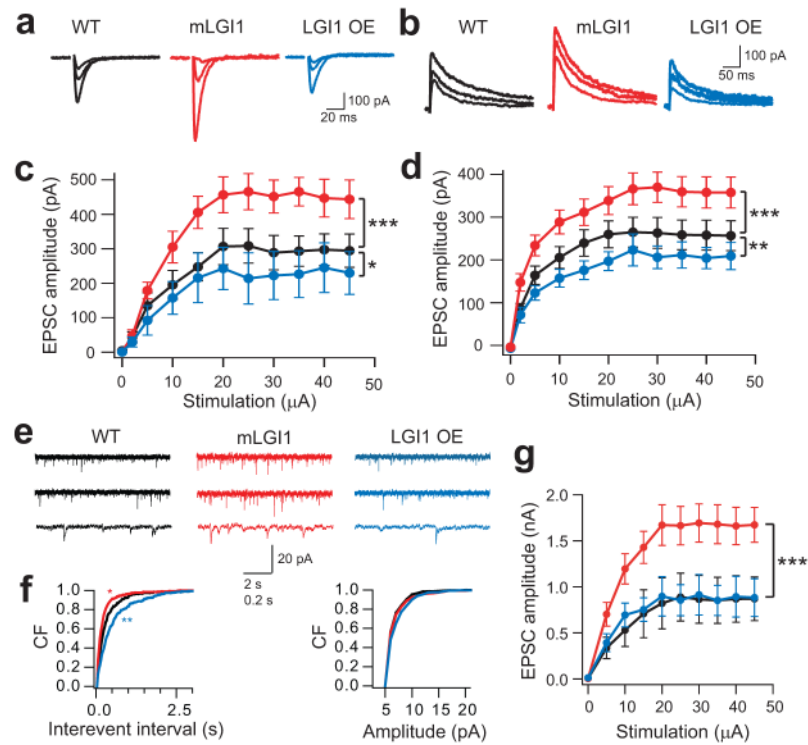 a
WT
mLGI1
LGI1 OE
100 pA
20 ms
b
WT
mLGI1
LGI1 OE
100 pA
50 ms
c
EPSC amplitude (pA)
500
400
300
200
100
0
***
*
0
10
20
30
40
50
Stimulation (μA)
d
EPSC amplitude (pA)
400
300
200
100
0
***
**
0
10
20
30
40
50
Stimulation (μA)
e
WT
mLGI1
LGI1 OE
20 pA
2 s
0.2 s
f
CF
1.0
0.8
0.6
0.4
0.2
0.0
*
**
0.0
3.0
Interevent interval (s)
CF
1.0
0.8
0.6
0.4
0.2
0.0
5
10
15
20
Amplitude (pA)
g
EPSC amplitude (nA)
2.0
1.5
1.0
0.5
0.0
***
0
10
20
30
40
50
Stimulation (μA)